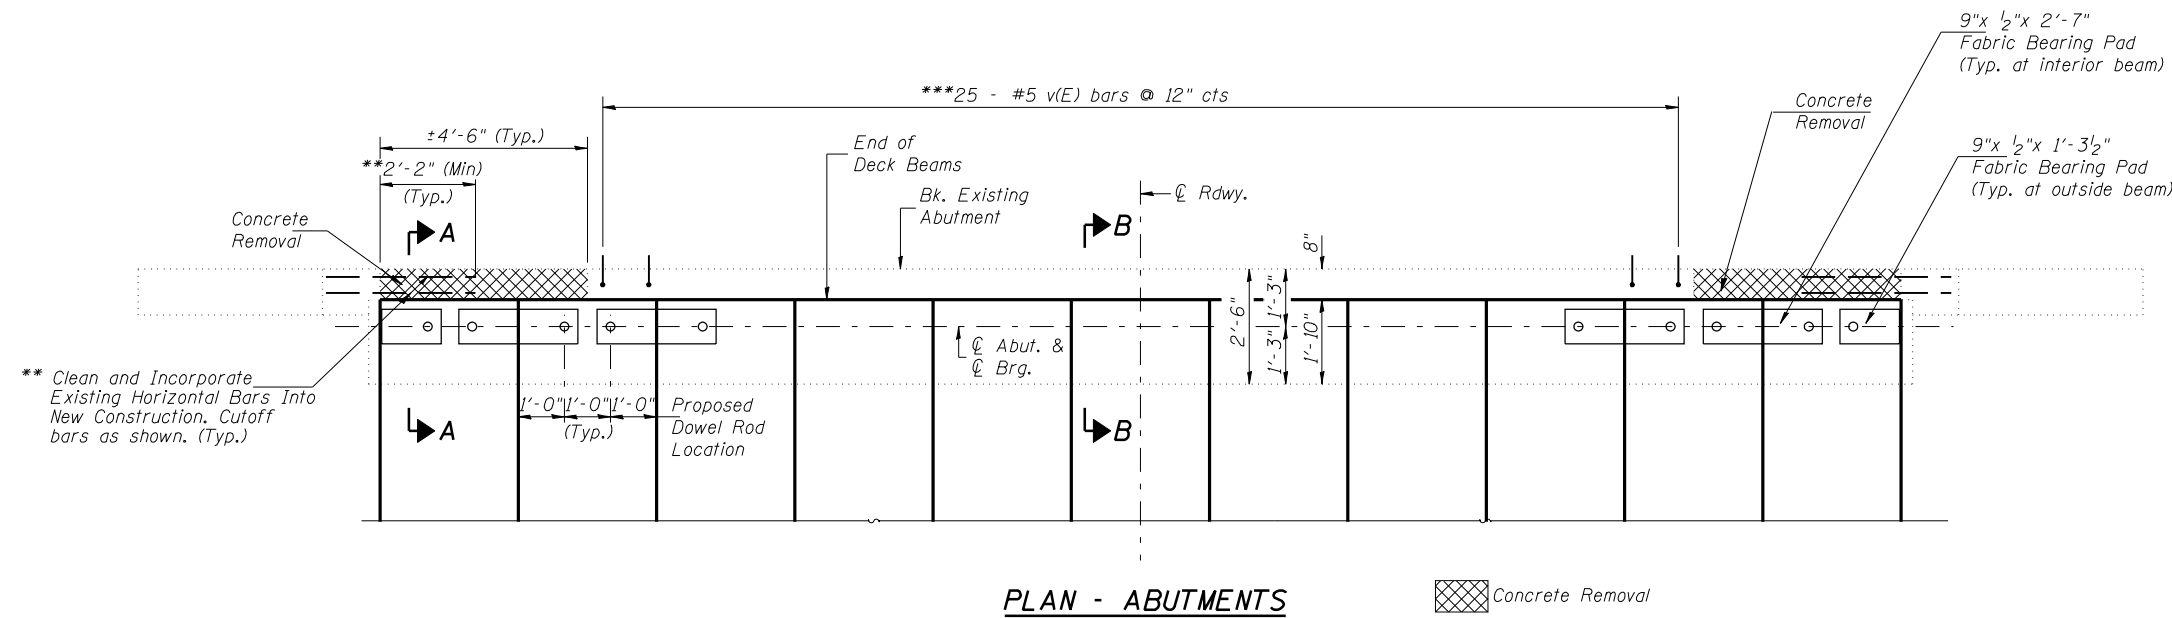 9"x 1/2"x 2'-7"
Fabric Bearing Pad
(Typ. at interior beam)
***25 - #5 v(E) bars @ 12" cts
Concrete
Removal
±4'-6" (Typ.)
End of
Deck Beams
9"x 1/2"x 1'-3 1/2"
Fabric Bearing Pad
(Typ. at outside beam)
**2'-2" (Min)
(Typ.)
Bk. Existing
Abutment
℄ Rdwy.
Concrete
Removal
A
B
8"
2'-6"
1'-3"
1'-3"
1'-10"
℄ Abut. &
℄ Brg.
** Clean and Incorporate
Existing Horizontal Bars Into
New Construction. Cutoff
bars as shown. (Typ.)
1'-0" 1'-0" 1'-0"
(Typ.)
Proposed
Dowel Rod
Location
A
B
PLAN - ABUTMENTS
Concrete Removal